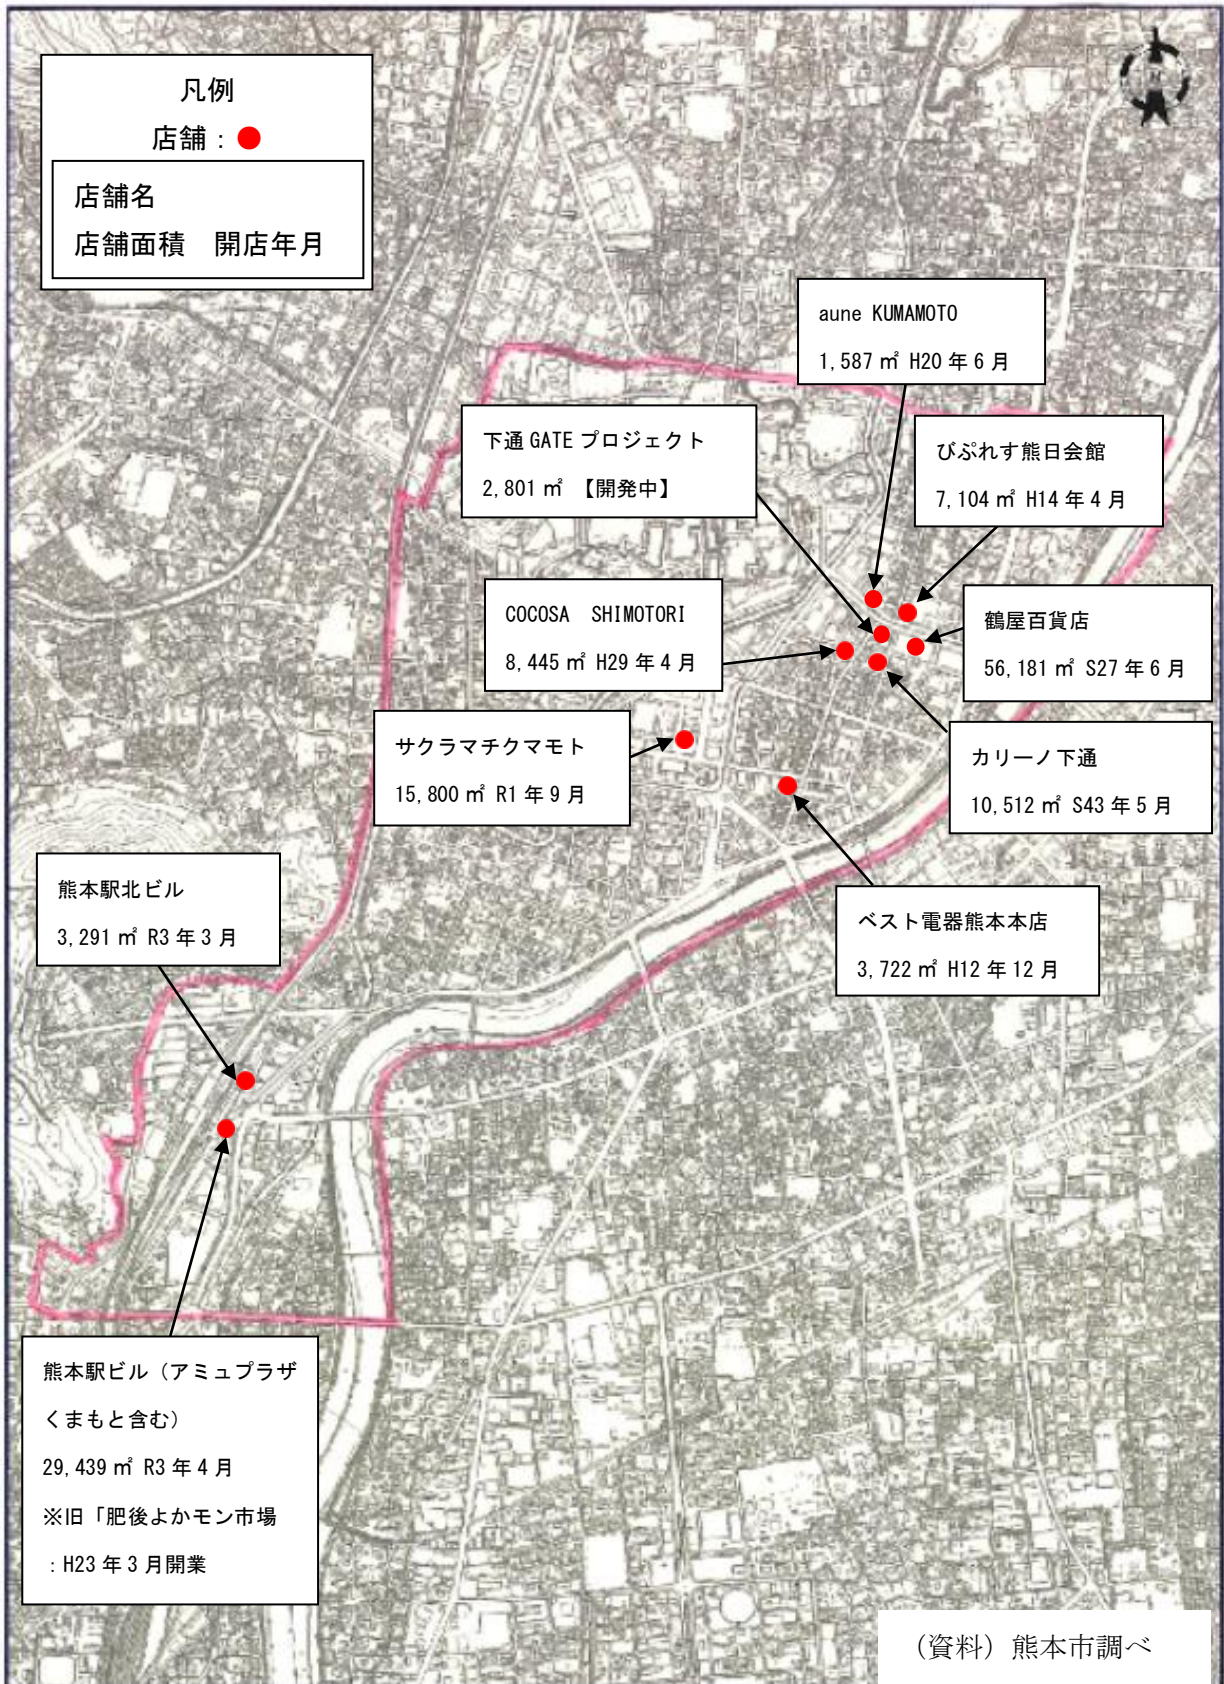 凡例
店舗：
店舗名
店舗面積　開店年月
aune KUMAMOTO
1,587 ㎡ H20 年 6 月
下通 GATE プロジェクト
2,801 ㎡ 【開発中】
びぷれす熊日会館
7,104 ㎡ H14 年 4 月
COCOSA　SHIMOTORI
8,445 ㎡ H29 年 4 月
鶴屋百貨店
56,181 ㎡ S27 年 6 月
サクラマチクマモト
15,800 ㎡ R1 年 9 月
カリーノ下通
10,512 ㎡ S43 年 5 月
熊本駅北ビル
3,291 ㎡ R3 年 3 月
ベスト電器熊本本店
3,722 ㎡ H12 年 12 月
熊本駅ビル（アミュプラザ
くまもと含む）
29,439 ㎡ R3 年 4 月
※旧「肥後よかモン市場
：H23 年 3 月開業
（資料）熊本市調べ